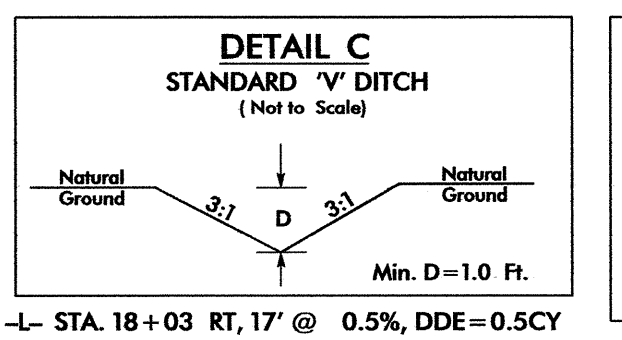 DETAIL C
STANDARD 'V' DITCH
(Not to Scale)
Natural
Ground
3:1
D
3:1
Natural
Ground
Min. D=1.0 Ft.
-L- STA. 18+03 RT, 17' @ 0.5%, DDE=0.5CY